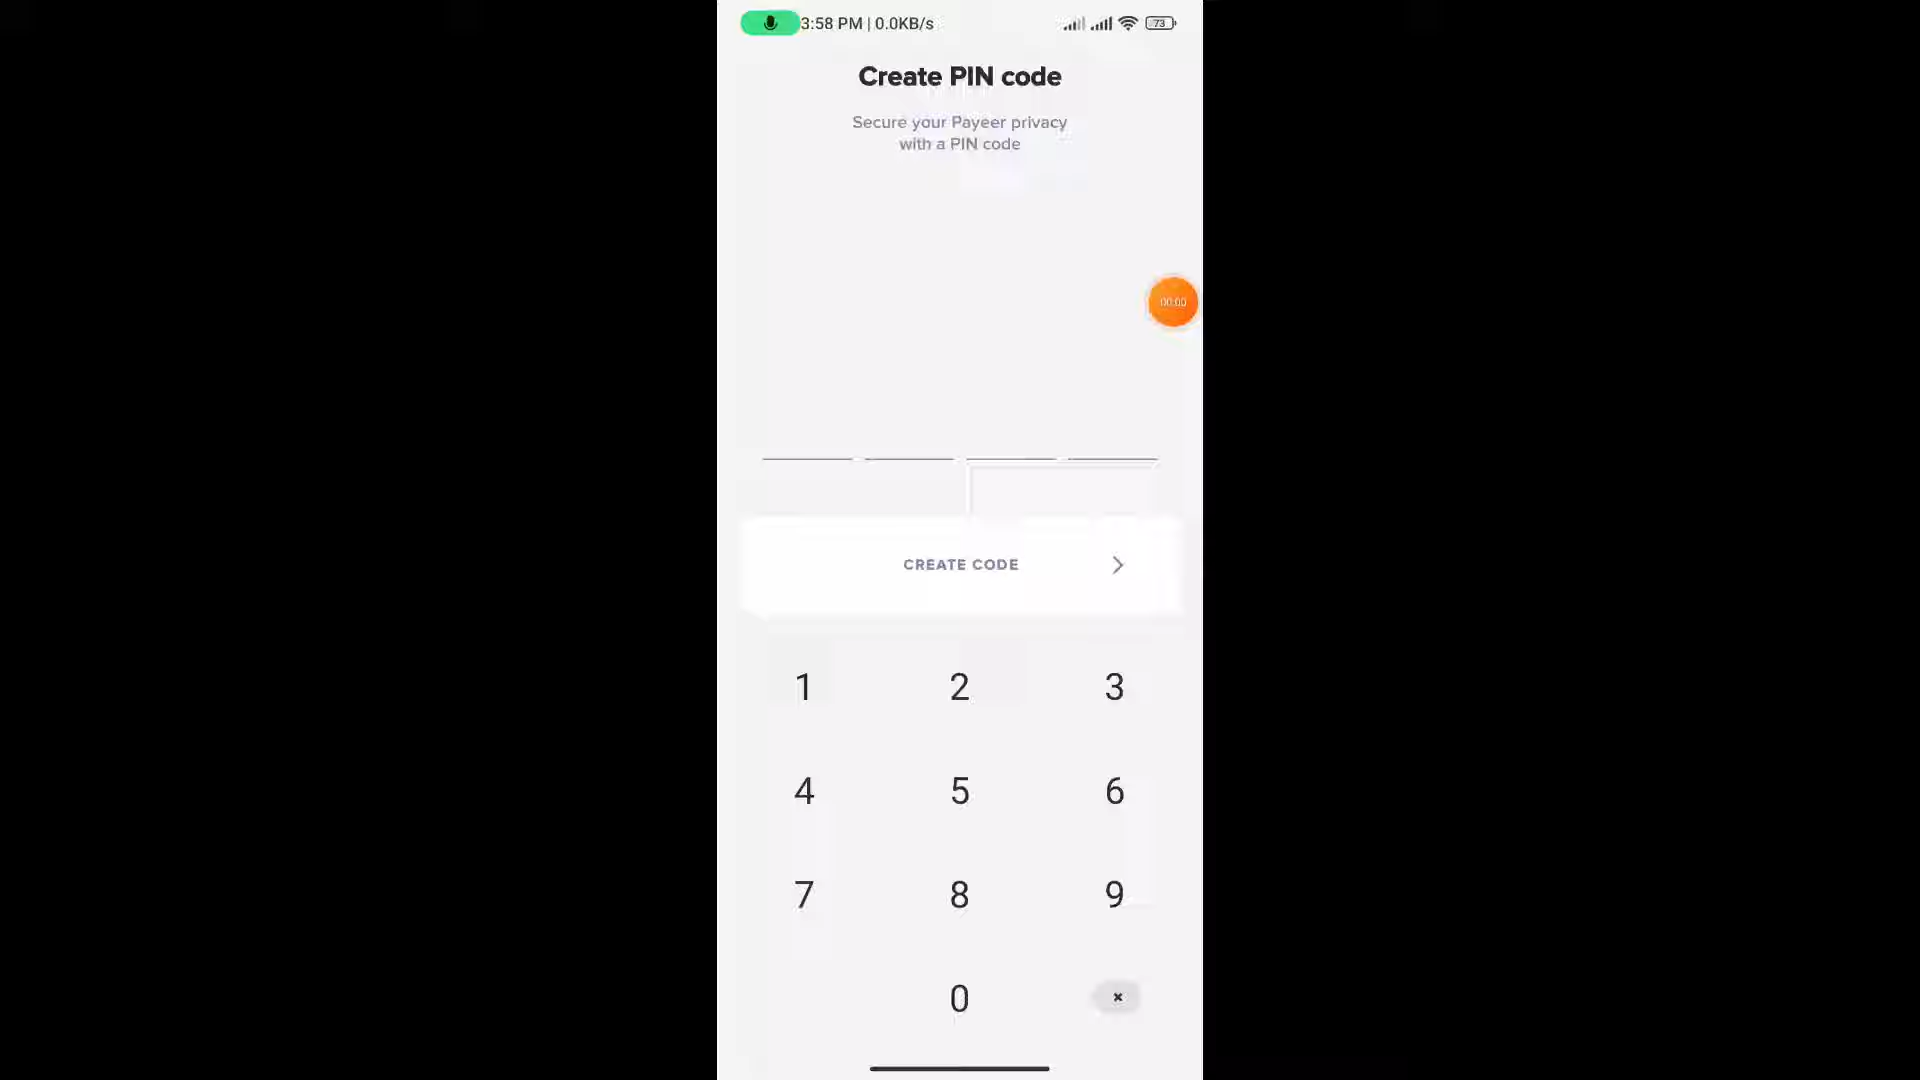 3:58 PM | 0.0KB/s 73
Create PIN code
Secure your Payeer privacy
with a PIN code
00:00
CREATE CODE
1 2 3
4 5 6
7 8 9
0